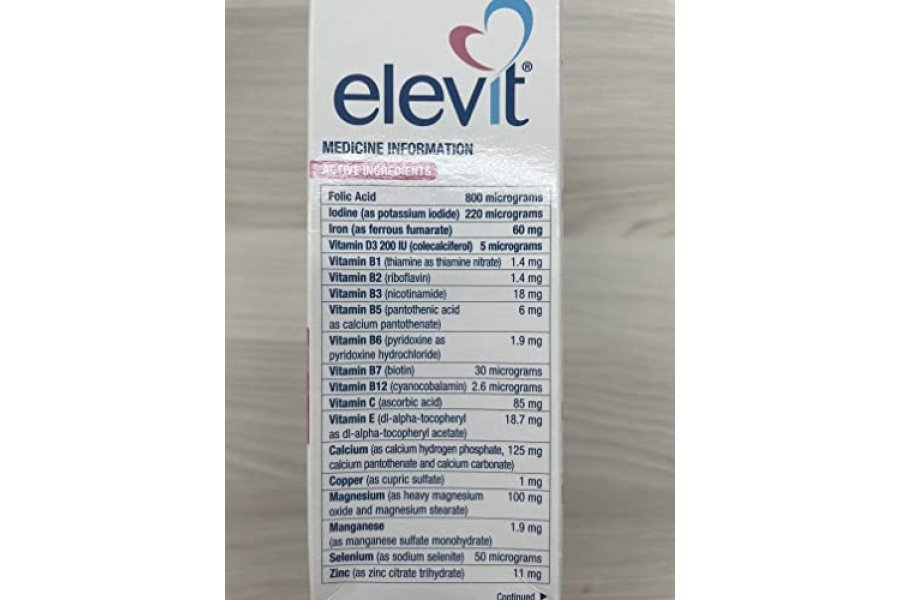 elevit®
MEDICINE INFORMATION
ACTIVE INGREDIENTS
Folic Acid 800 micrograms
Iodine (as potassium iodide) 220 micrograms
Iron (as ferrous fumarate) 60 mg
Vitamin D3 200 IU (colecalciferol) 5 micrograms
Vitamin B1 (thiamine as thiamine nitrate) 1.4 mg
Vitamin B2 (riboflavin) 1.4 mg
Vitamin B3 (nicotinamide) 18 mg
Vitamin B5 (pantothenic acid 6 mg
as calcium pantothenate)
Vitamin B6 (pyridoxine as 1.9 mg
pyridoxine hydrochloride)
Vitamin B7 (biotin) 30 micrograms
Vitamin B12 (cyanocobalamin) 2.6 micrograms
Vitamin C (ascorbic acid) 85 mg
Vitamin E (dl-alpha-tocopheryl 18.7 mg
as dl-alpha-tocopheryl acetate)
Calcium (as calcium hydrogen phosphate, 125 mg
calcium pantothenate and calcium carbonate)
Copper (as cupric sulfate) 1 mg
Magnesium (as heavy magnesium 100 mg
oxide and magnesium stearate)
Manganese 1.9 mg
(as manganese sulfate monohydrate)
Selenium (as sodium selenite) 50 micrograms
Zinc (as zinc citrate trihydrate) 11 mg
Continued ▶